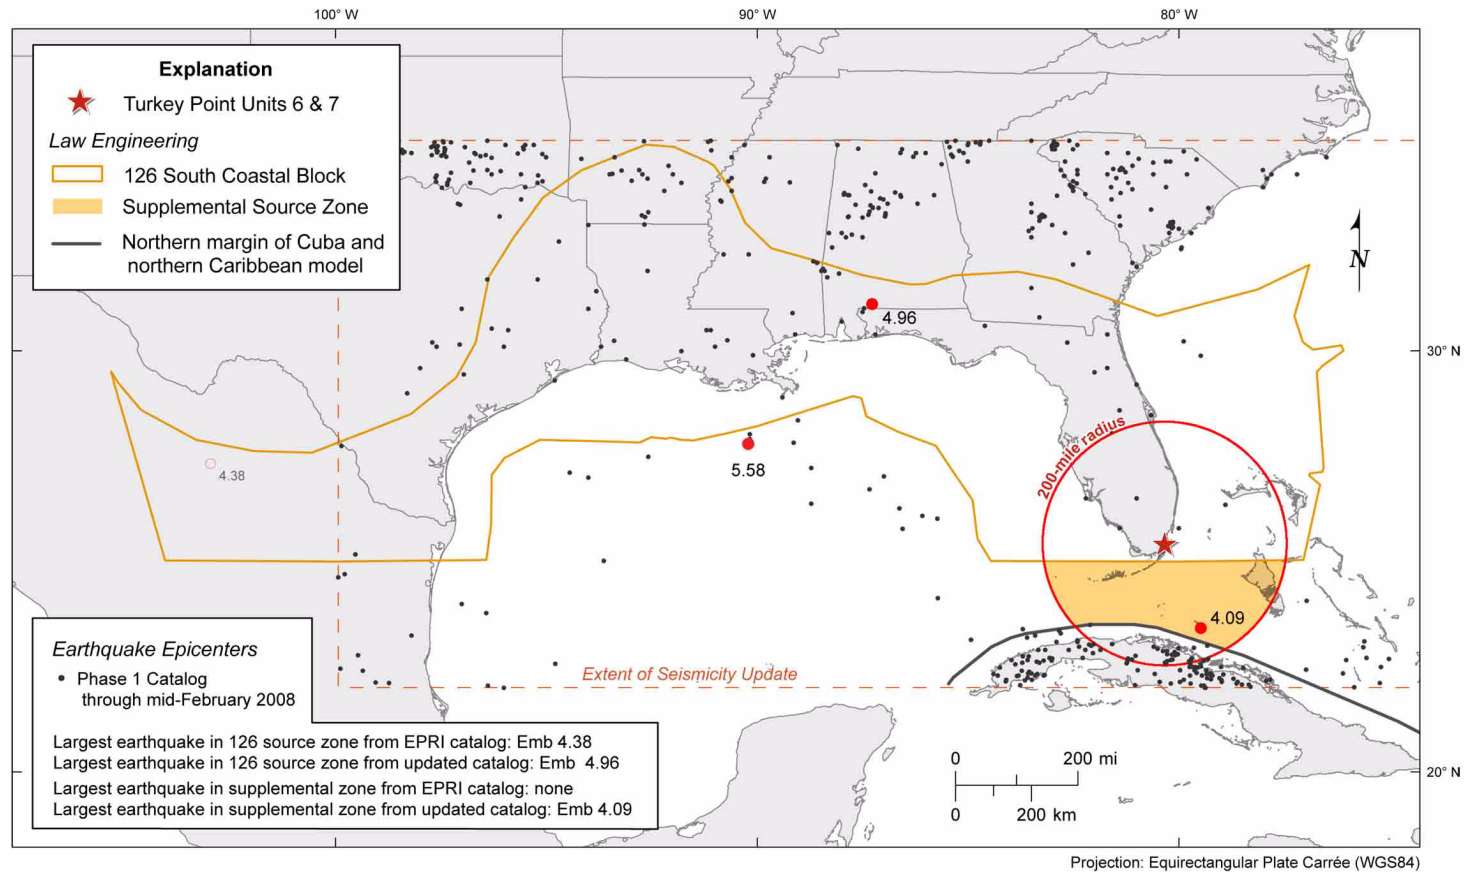 100° W
90° W
80° W
Explanation
Turkey Point Units 6 & 7
Law Engineering
126 South Coastal Block
Supplemental Source Zone
Northern margin of Cuba and
northern Caribbean model
N
4.96
30° N
200-mile radius
4.38
5.58
4.09
Earthquake Epicenters
Phase 1 Catalog
through mid-February 2008
Extent of Seismicity Update
Largest earthquake in 126 source zone from EPRI catalog: Emb 4.38
Largest earthquake in 126 source zone from updated catalog: Emb 4.96
Largest earthquake in supplemental zone from EPRI catalog: none
Largest earthquake in supplemental zone from updated catalog: Emb 4.09
0 200 mi
0 200 km
20° N
Projection: Equirectangular Plate Carrée (WGS84)